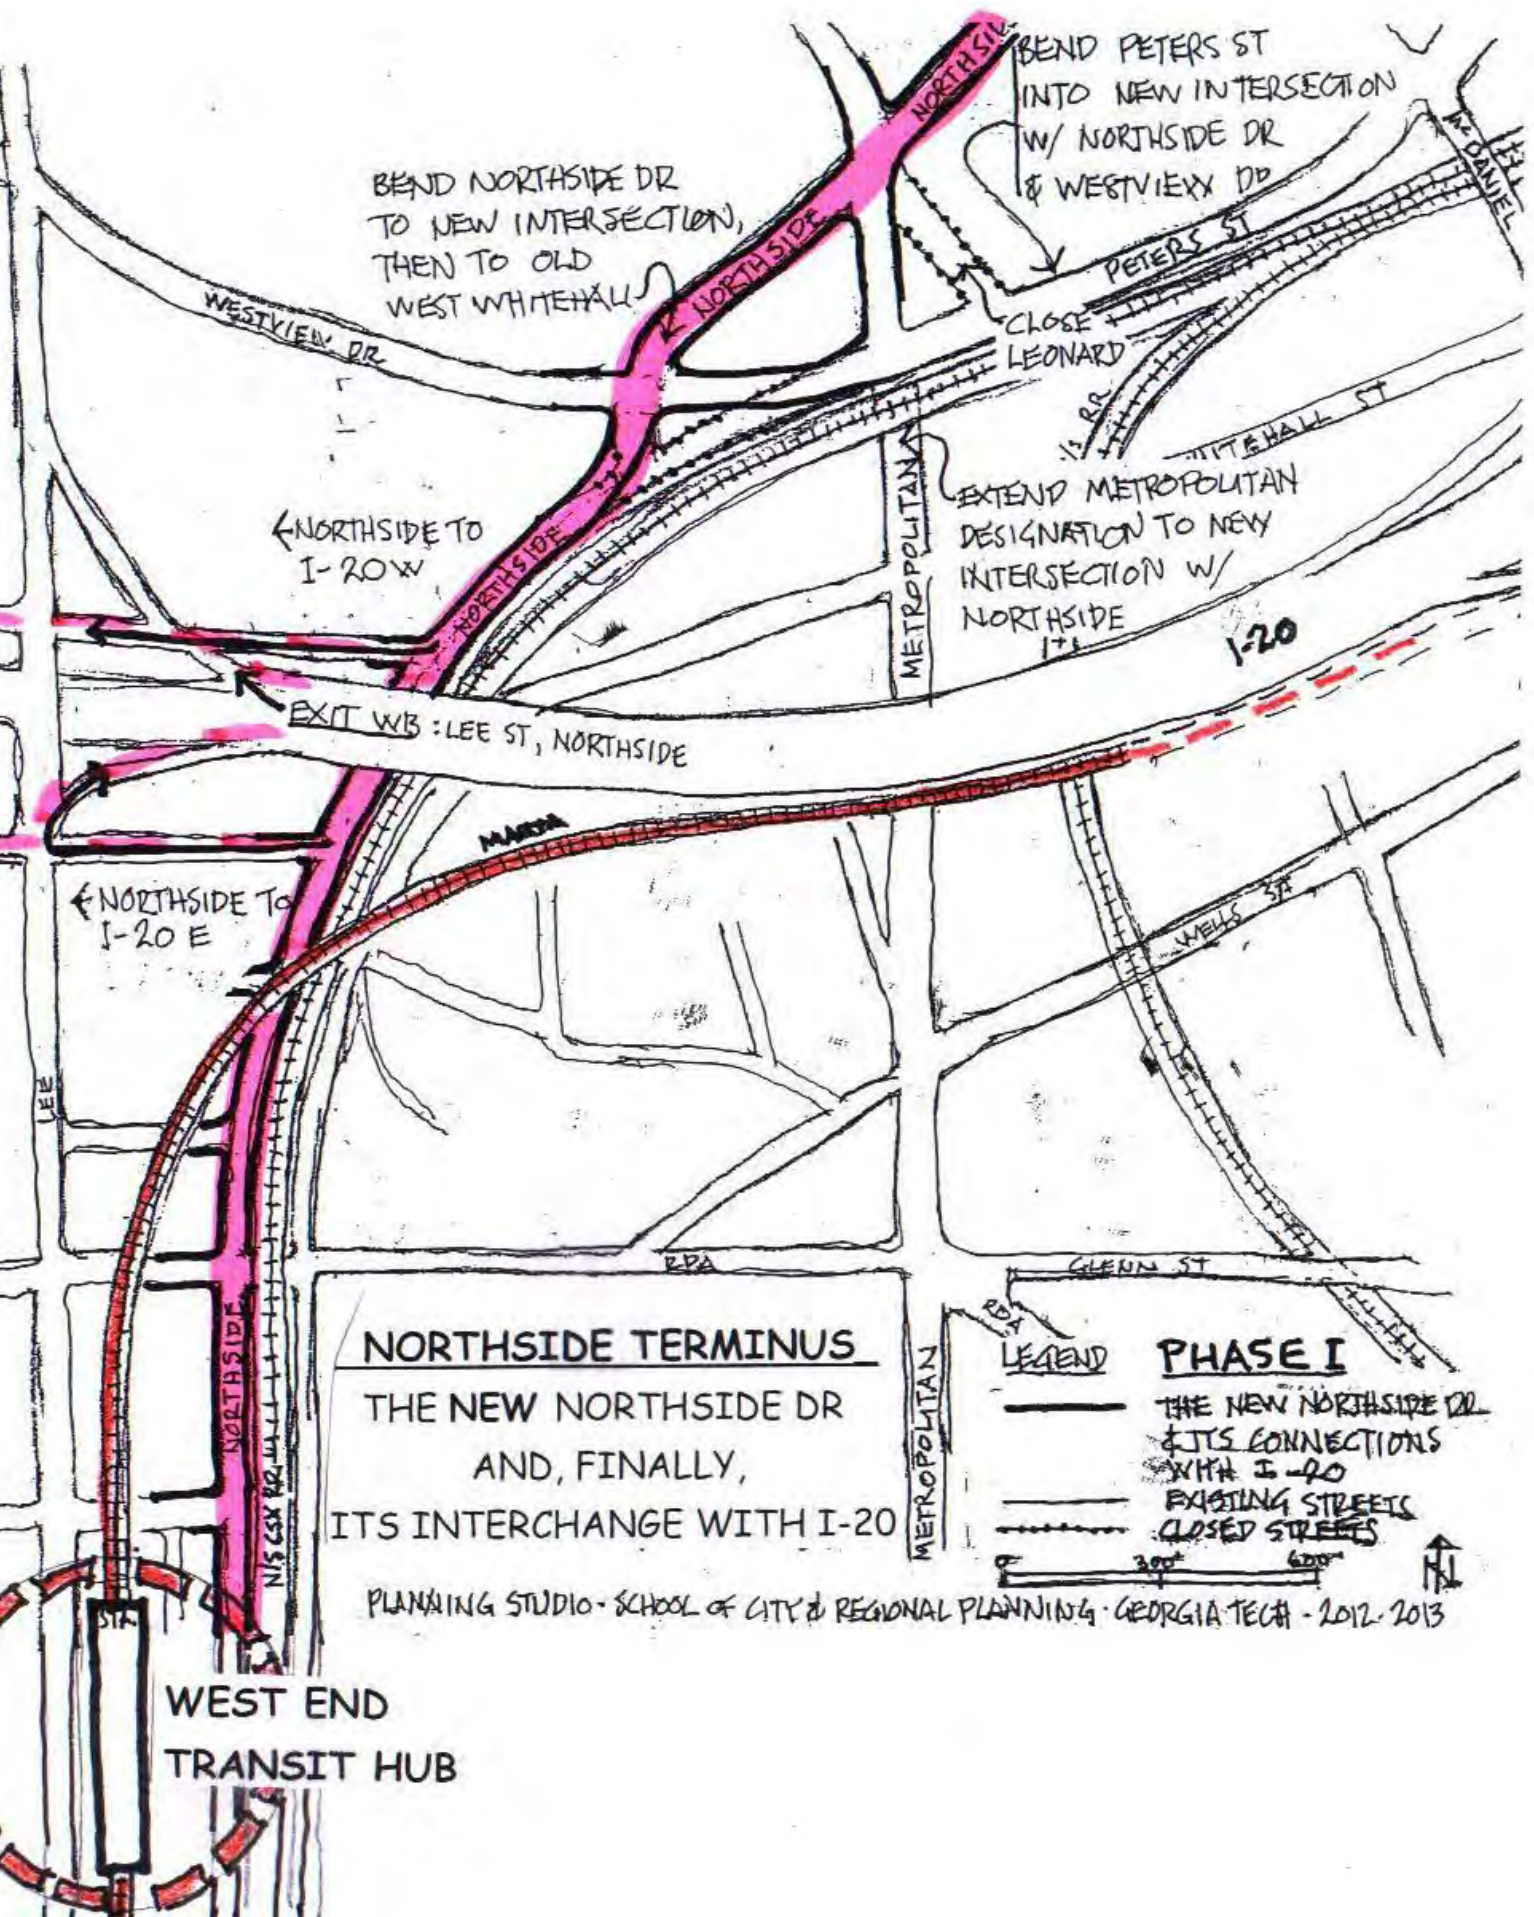 NORTHSIDE
BEND PETERS ST
INTO NEW INTERSECTION
W/ NORTHSIDE DR
& WESTVIEW DR
McDANIEL
BEND NORTHSIDE DR
TO NEW INTERSECTION,
THEN TO OLD
WEST WHITEHALL
NORTHSIDE
PETERS ST
WESTVIEW DR
CLOSE
LEONARD
RR
WHITEHALL ST
METROPOLITAN
EXTEND METROPOLITAN
DESIGNATION TO NEW
INTERSECTION W/
NORTHSIDE
←NORTHSIDE TO
I-20W
NORTHSIDE
I-20
EXIT WB: LEE ST, NORTHSIDE
MARTA
←NORTHSIDE TO
I-20 E
WELLS ST
LEE
RDA
GLENN ST
RDA
NORTHSIDE
N/S CSX RR
METROPOLITAN
NORTHSIDE TERMINUS
THE NEW NORTHSIDE DR
AND, FINALLY,
ITS INTERCHANGE WITH I-20
LEGEND PHASE I
THE NEW NORTHSIDE DR
& ITS CONNECTIONS
WITH I-20
EXISTING STREETS
CLOSED STREETS
0 300' 600'
N
PLANNING STUDIO - SCHOOL OF CITY & REGIONAL PLANNING - GEORGIA TECH - 2012-2013
STA
WEST END
TRANSIT HUB